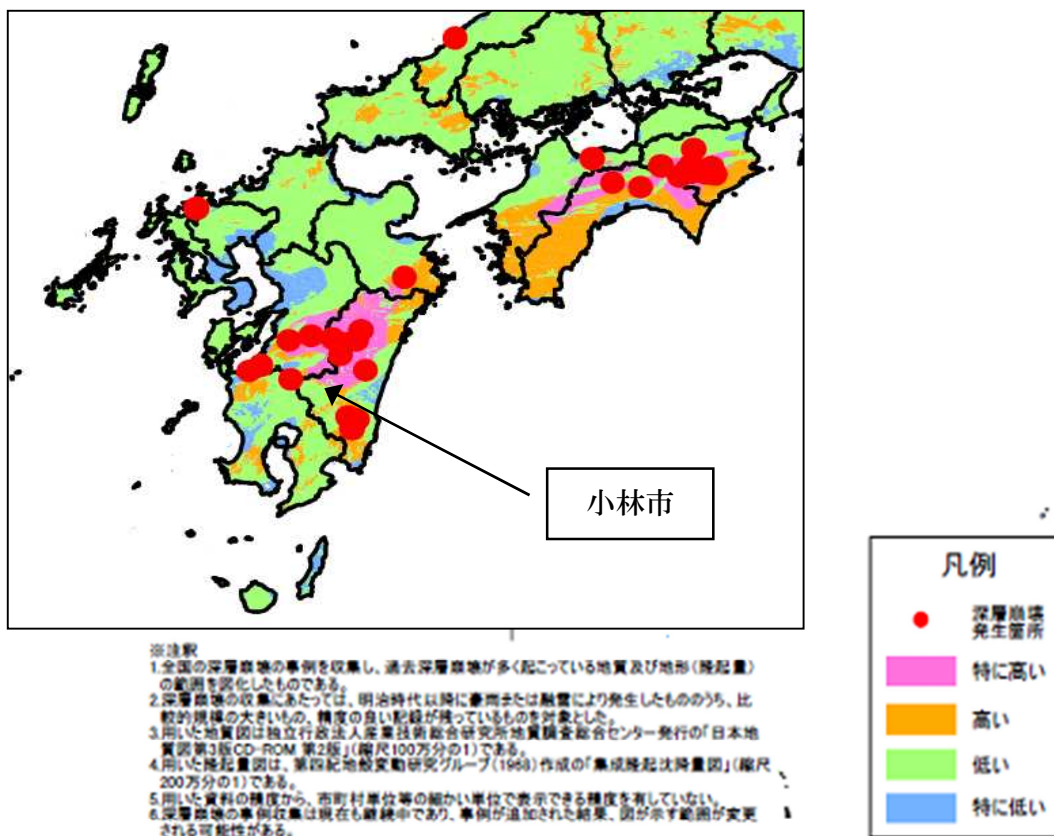 小林市
凡例
深層崩壊
発生箇所
特に高い
高い
低い
特に低い
※注釈
1.全国の深層崩壊の事例を収集し、過去深層崩壊が多く起こっている地質及び地形(隆起量)
の範囲を図化したものである。
2.深層崩壊の収集にあたっては、明治時代以降に豪雨または融雪により発生したもののうち、比
較的規模の大きいもの、精度の良い記録が残っているものを対象とした。
3.用いた地質図は独立行政法人産業技術総合研究所地質調査総合センター発行の「日本地
質図第3版CD-ROM 第2版」(縮尺100万分の1)である。
4.用いた隆起量図は、第四紀地殻変動研究グループ(1968)作成の「集成隆起沈降量図」(縮尺
200万分の1)である。
5.用いた資料の精度から、市町村単位等の細かい単位で表示できる精度を有していない。
6.深層崩壊の事例収集は現在も継続中であり、事例が追加された結果、図が示す範囲が変更
される可能性がある。